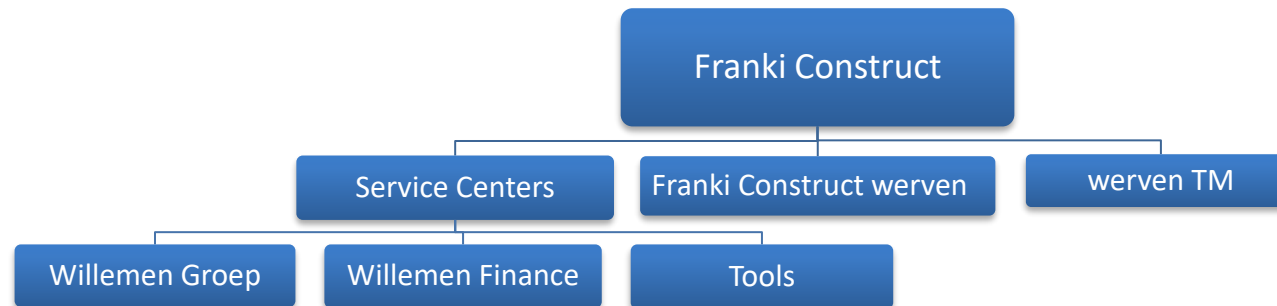 Franki Construct
Service Centers
Franki Construct werven
werven TM
Willemen Groep
Willemen Finance
Tools